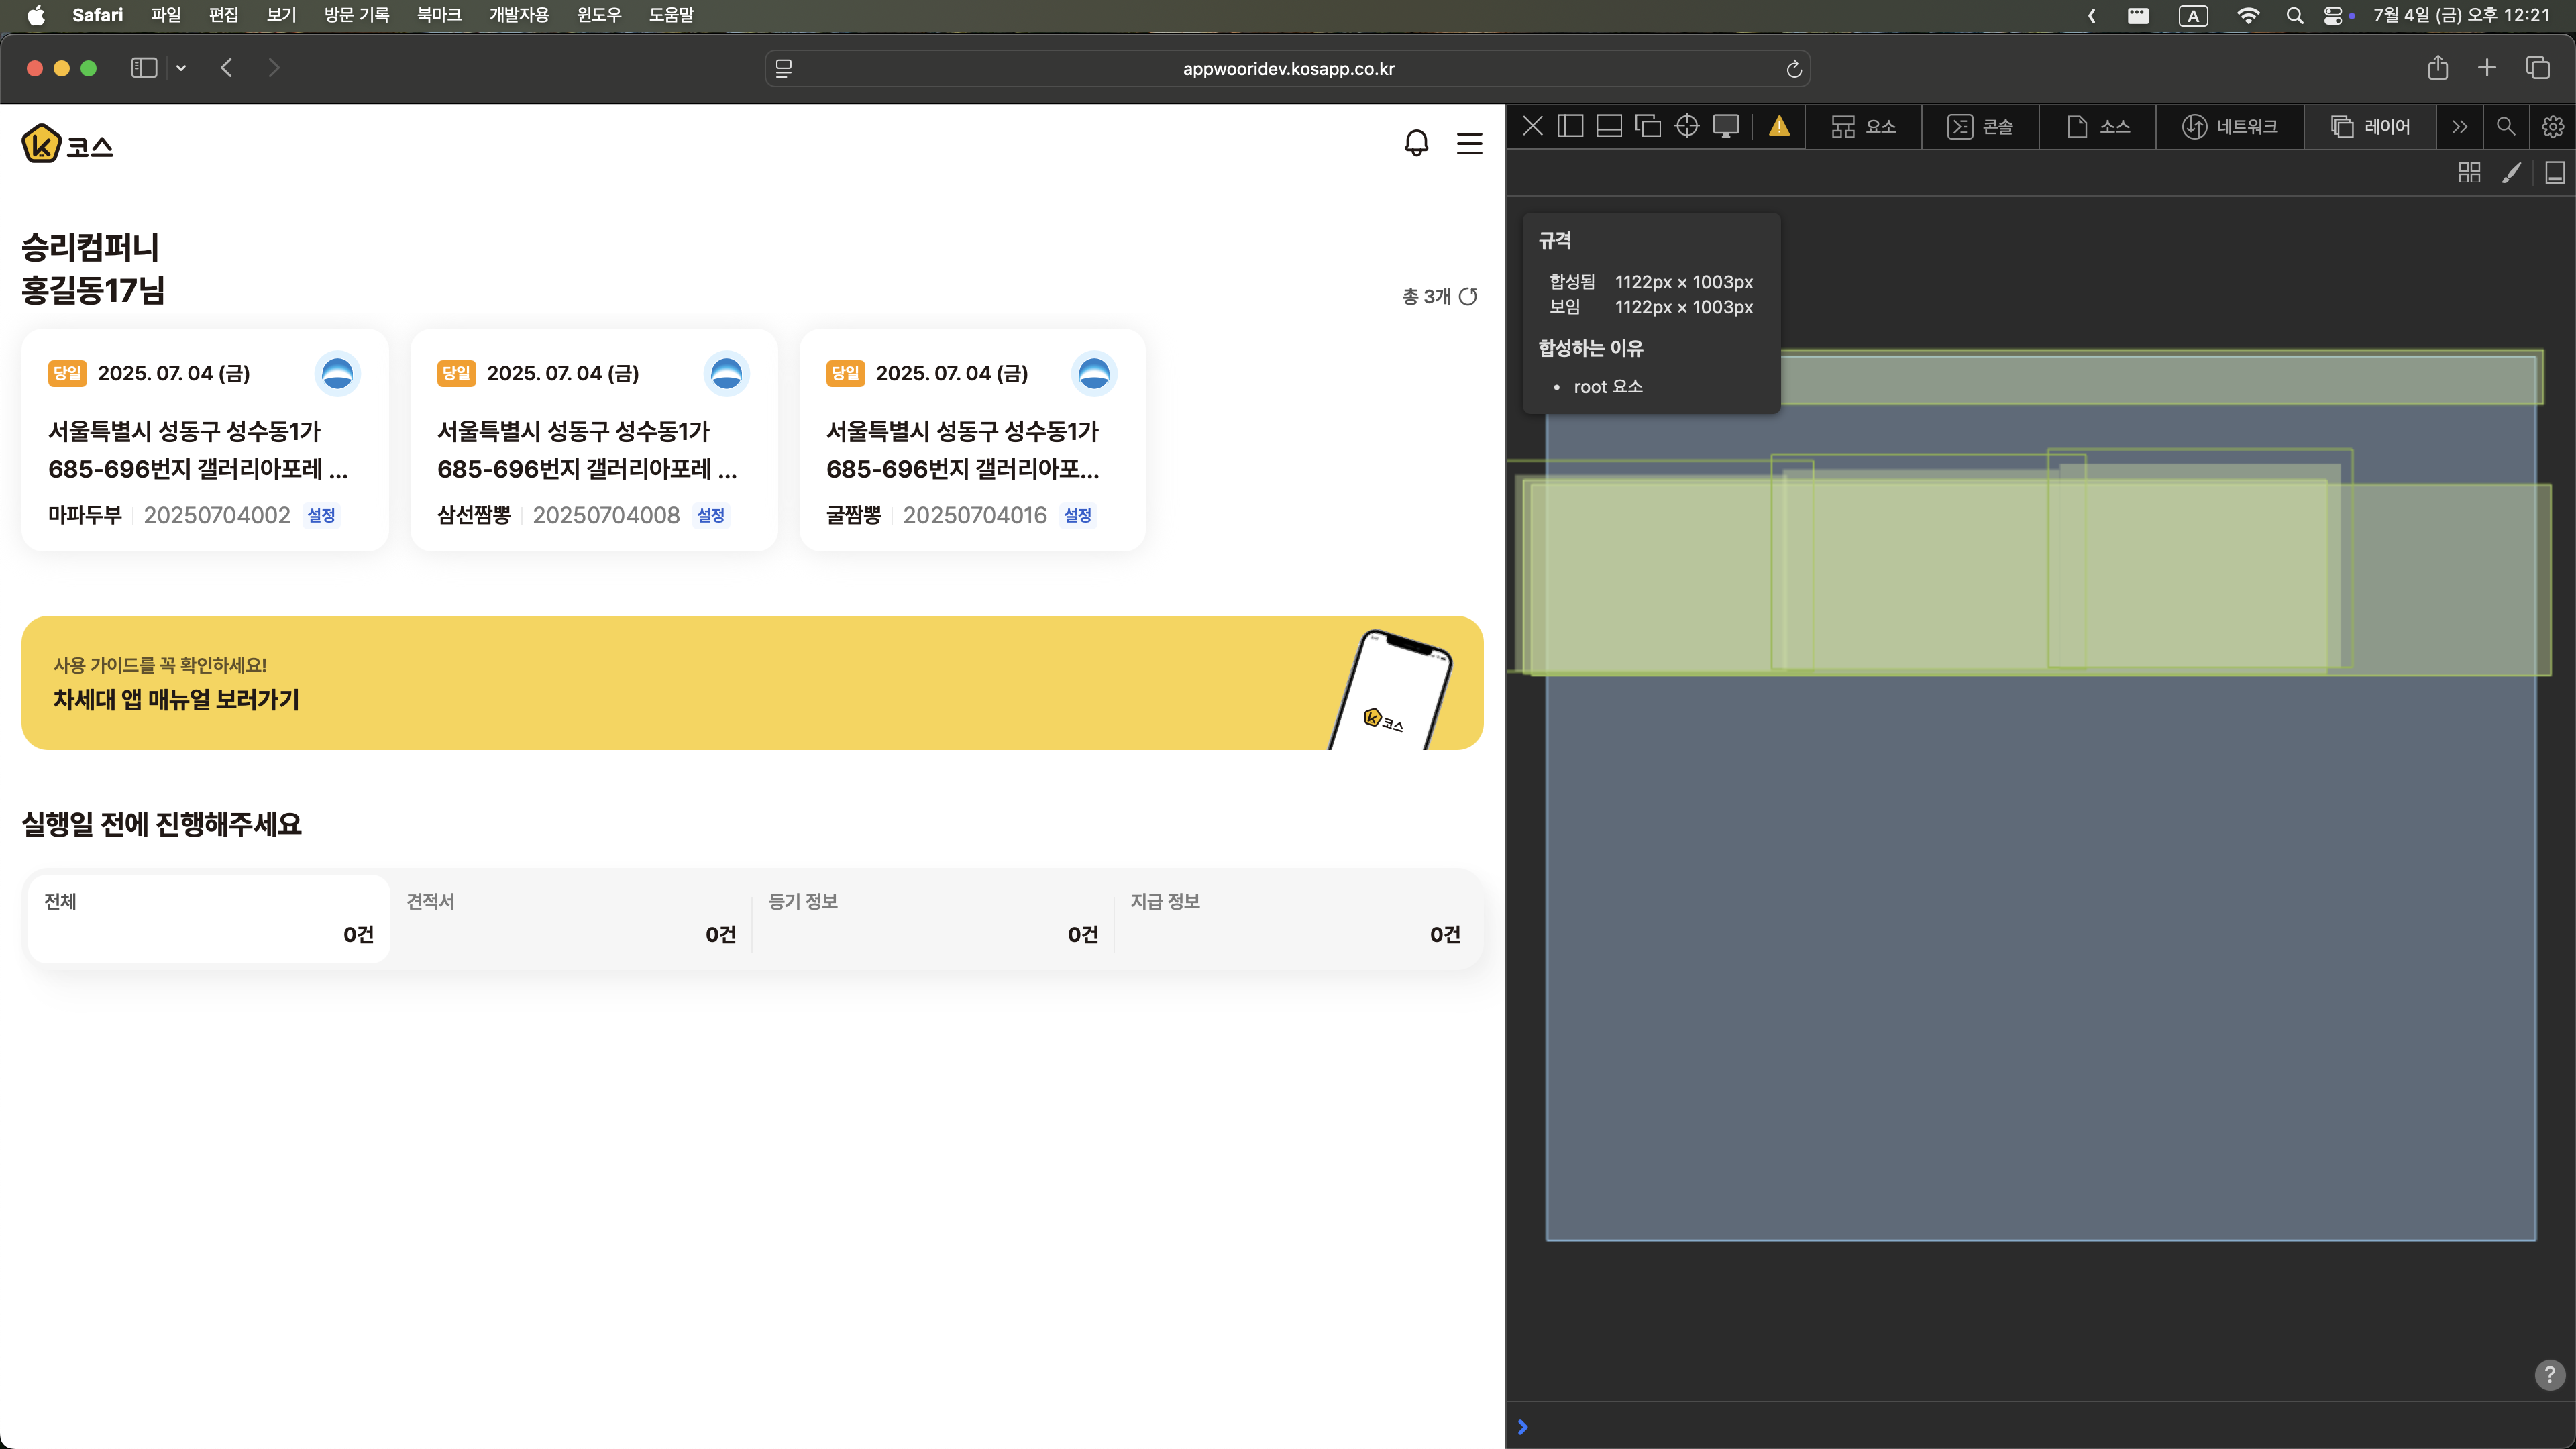 Safari 파일 편집 보기 방문 기록 북마크 개발자용 윈도우 도움말
A 7월 4일 (금) 오후 12:21
appwooridev.kosapp.co.kr
코스
요소 콘솔 소스 네트워크 레이어
승리컴퍼니
홍길동17님
총 3개
당일 2025. 07. 04 (금)
서울특별시 성동구 성수동1가
685-696번지 갤러리아포레 ...
마파두부 20250704002 설정
당일 2025. 07. 04 (금)
서울특별시 성동구 성수동1가
685-696번지 갤러리아포레 ...
삼선짬뽕 20250704008 설정
당일 2025. 07. 04 (금)
서울특별시 성동구 성수동1가
685-696번지 갤러리아포...
굴짬뽕 20250704016 설정
사용 가이드를 꼭 확인하세요!
차세대 앱 매뉴얼 보러가기
코스
실행일 전에 진행해주세요
전체
0건
견적서
0건
등기 정보
0건
지급 정보
0건
규격
합성됨 1122px × 1003px
보임 1122px × 1003px
합성하는 이유
• root 요소
?